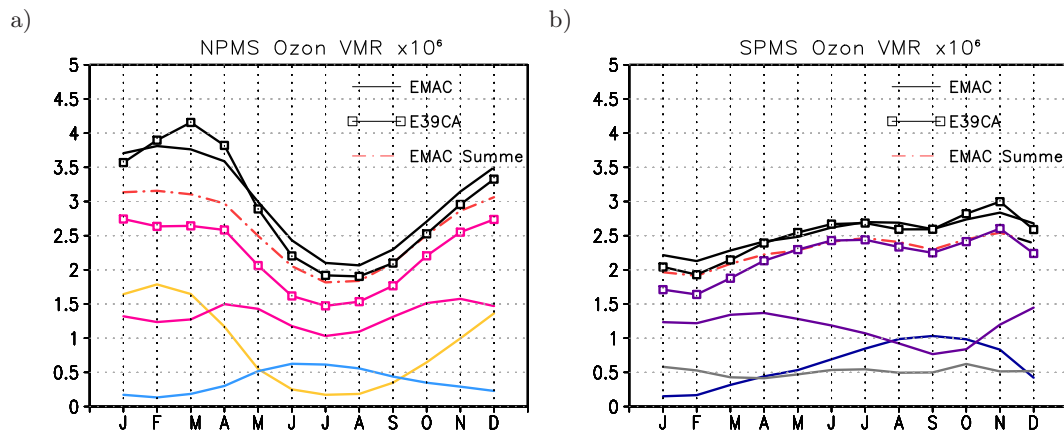 a)
NPMS Ozon VMR x10⁶
5
4.5
4
3.5
3
2.5
2
1.5
1
0.5
0
EMAC
E39CA
EMAC Summe
J F M A M J J A S O N D
b)
SPMS Ozon VMR x10⁶
5
4.5
4
3.5
3
2.5
2
1.5
1
0.5
0
EMAC
E39CA
EMAC Summe
J F M A M J J A S O N D